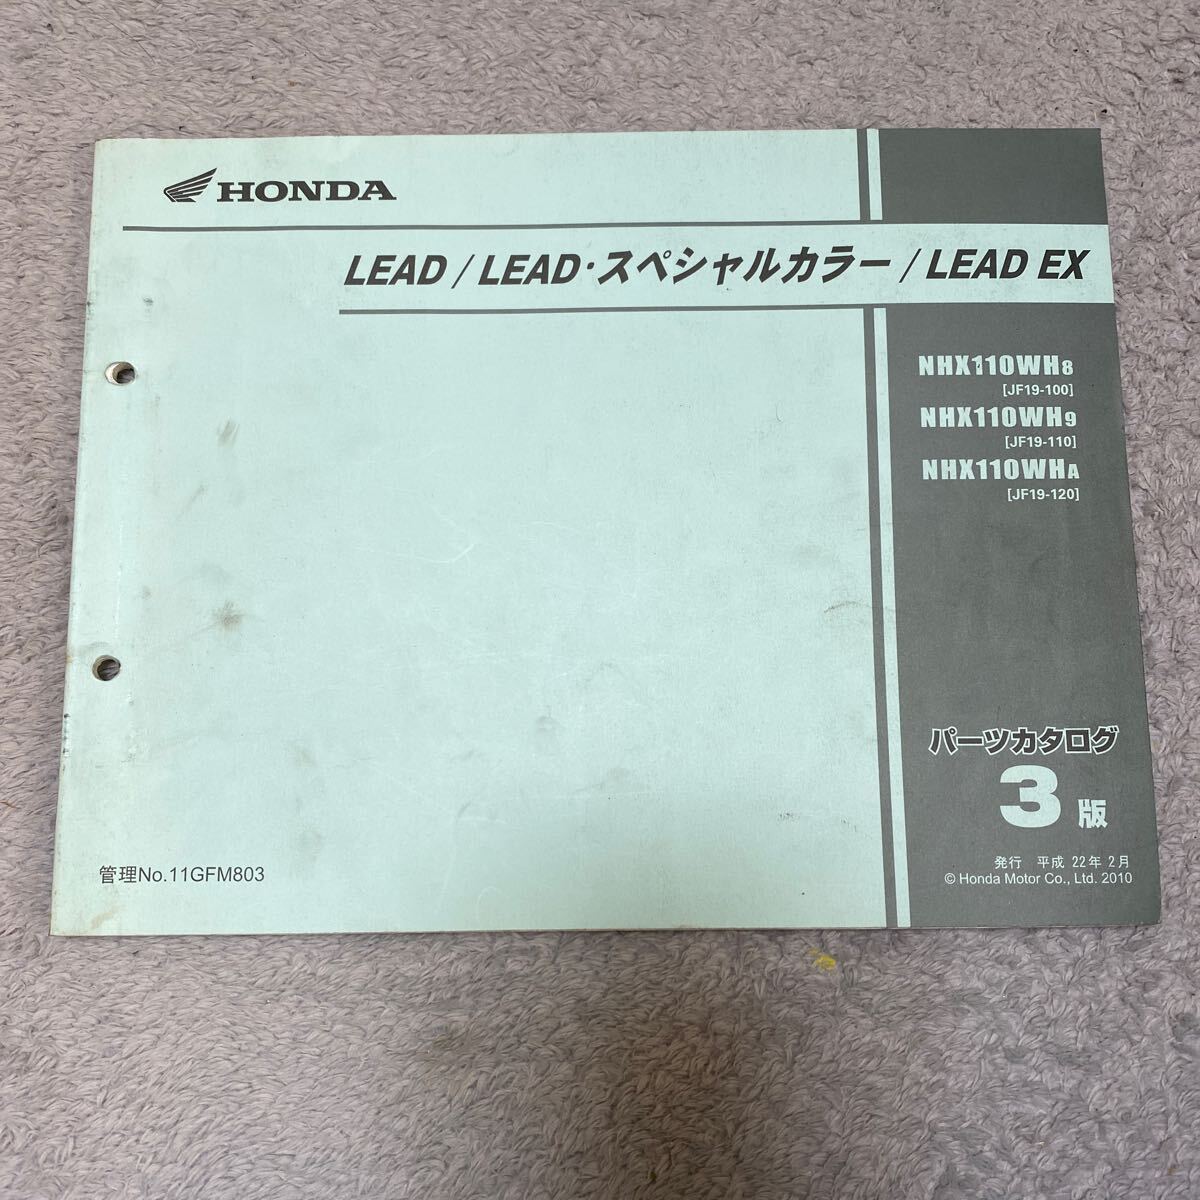 HONDA
LEAD / LEAD・スペシャルカラー / LEAD EX
NHX110WH8
[JF19-100]
NHX110WH9
[JF19-110]
NHX110WHA
[JF19-120]
パーツカタログ
3版
発行 平成 22年 2月
© Honda Motor Co., Ltd. 2010
管理No.11GFM803